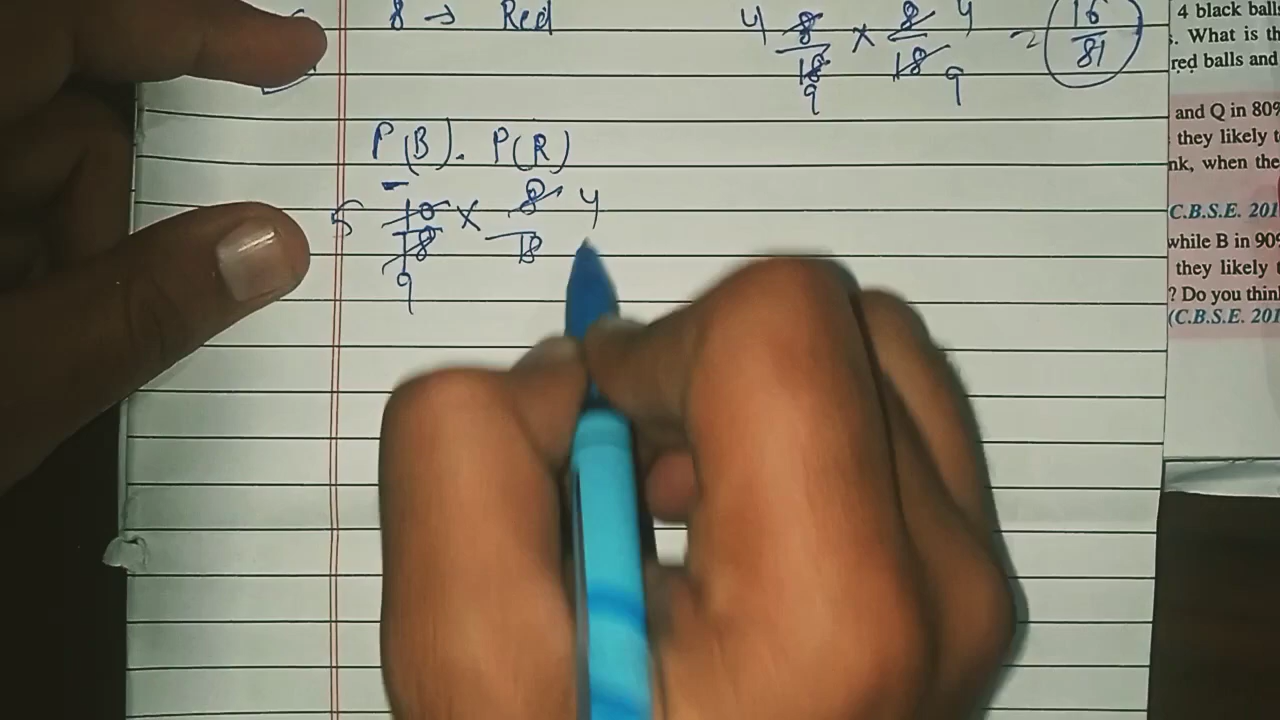 8 → Red
4 8/18 9 × 8 4/18 9 = 16/81
P(B). P(R)
5 10/18 9 × 8 4/18
4 black balls
. What is th
red balls and
and Q in 80%
they likely t
nk, when the
C.B.S.E. 201
while B in 90%
they likely
? Do you think
(C.B.S.E. 201